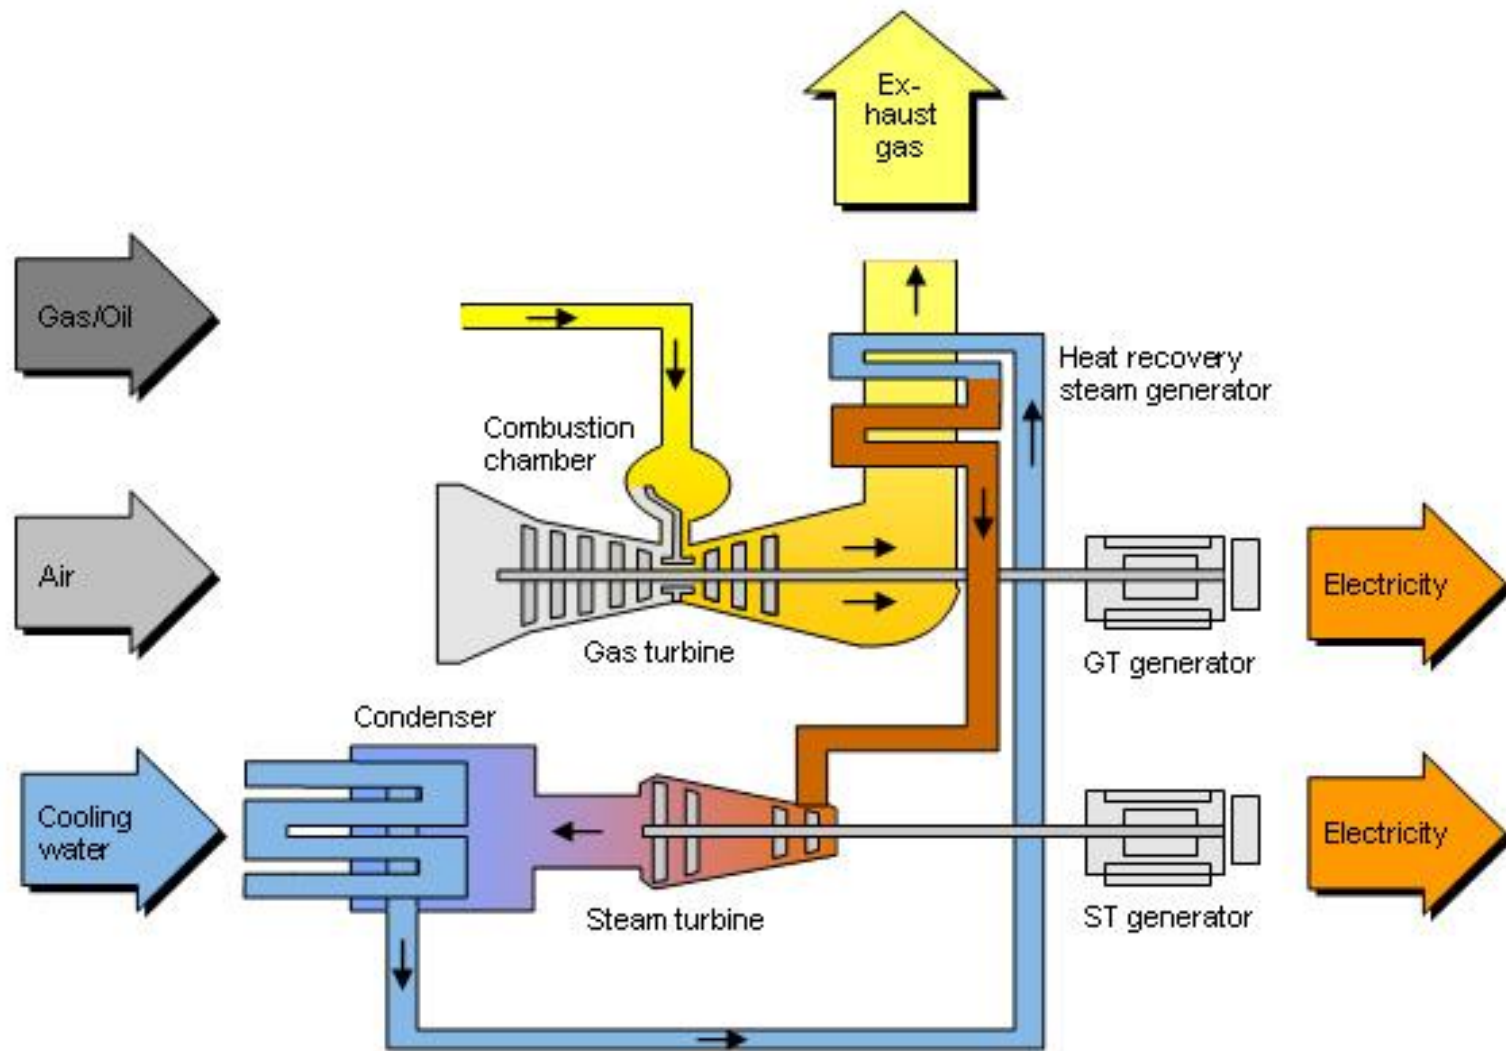 Ex-
haust
gas
Gas/Oil
Heat recovery
steam generator
Combustion
chamber
Air
Electricity
Gas turbine
GT generator
Condenser
Cooling
water
Electricity
Steam turbine
ST generator